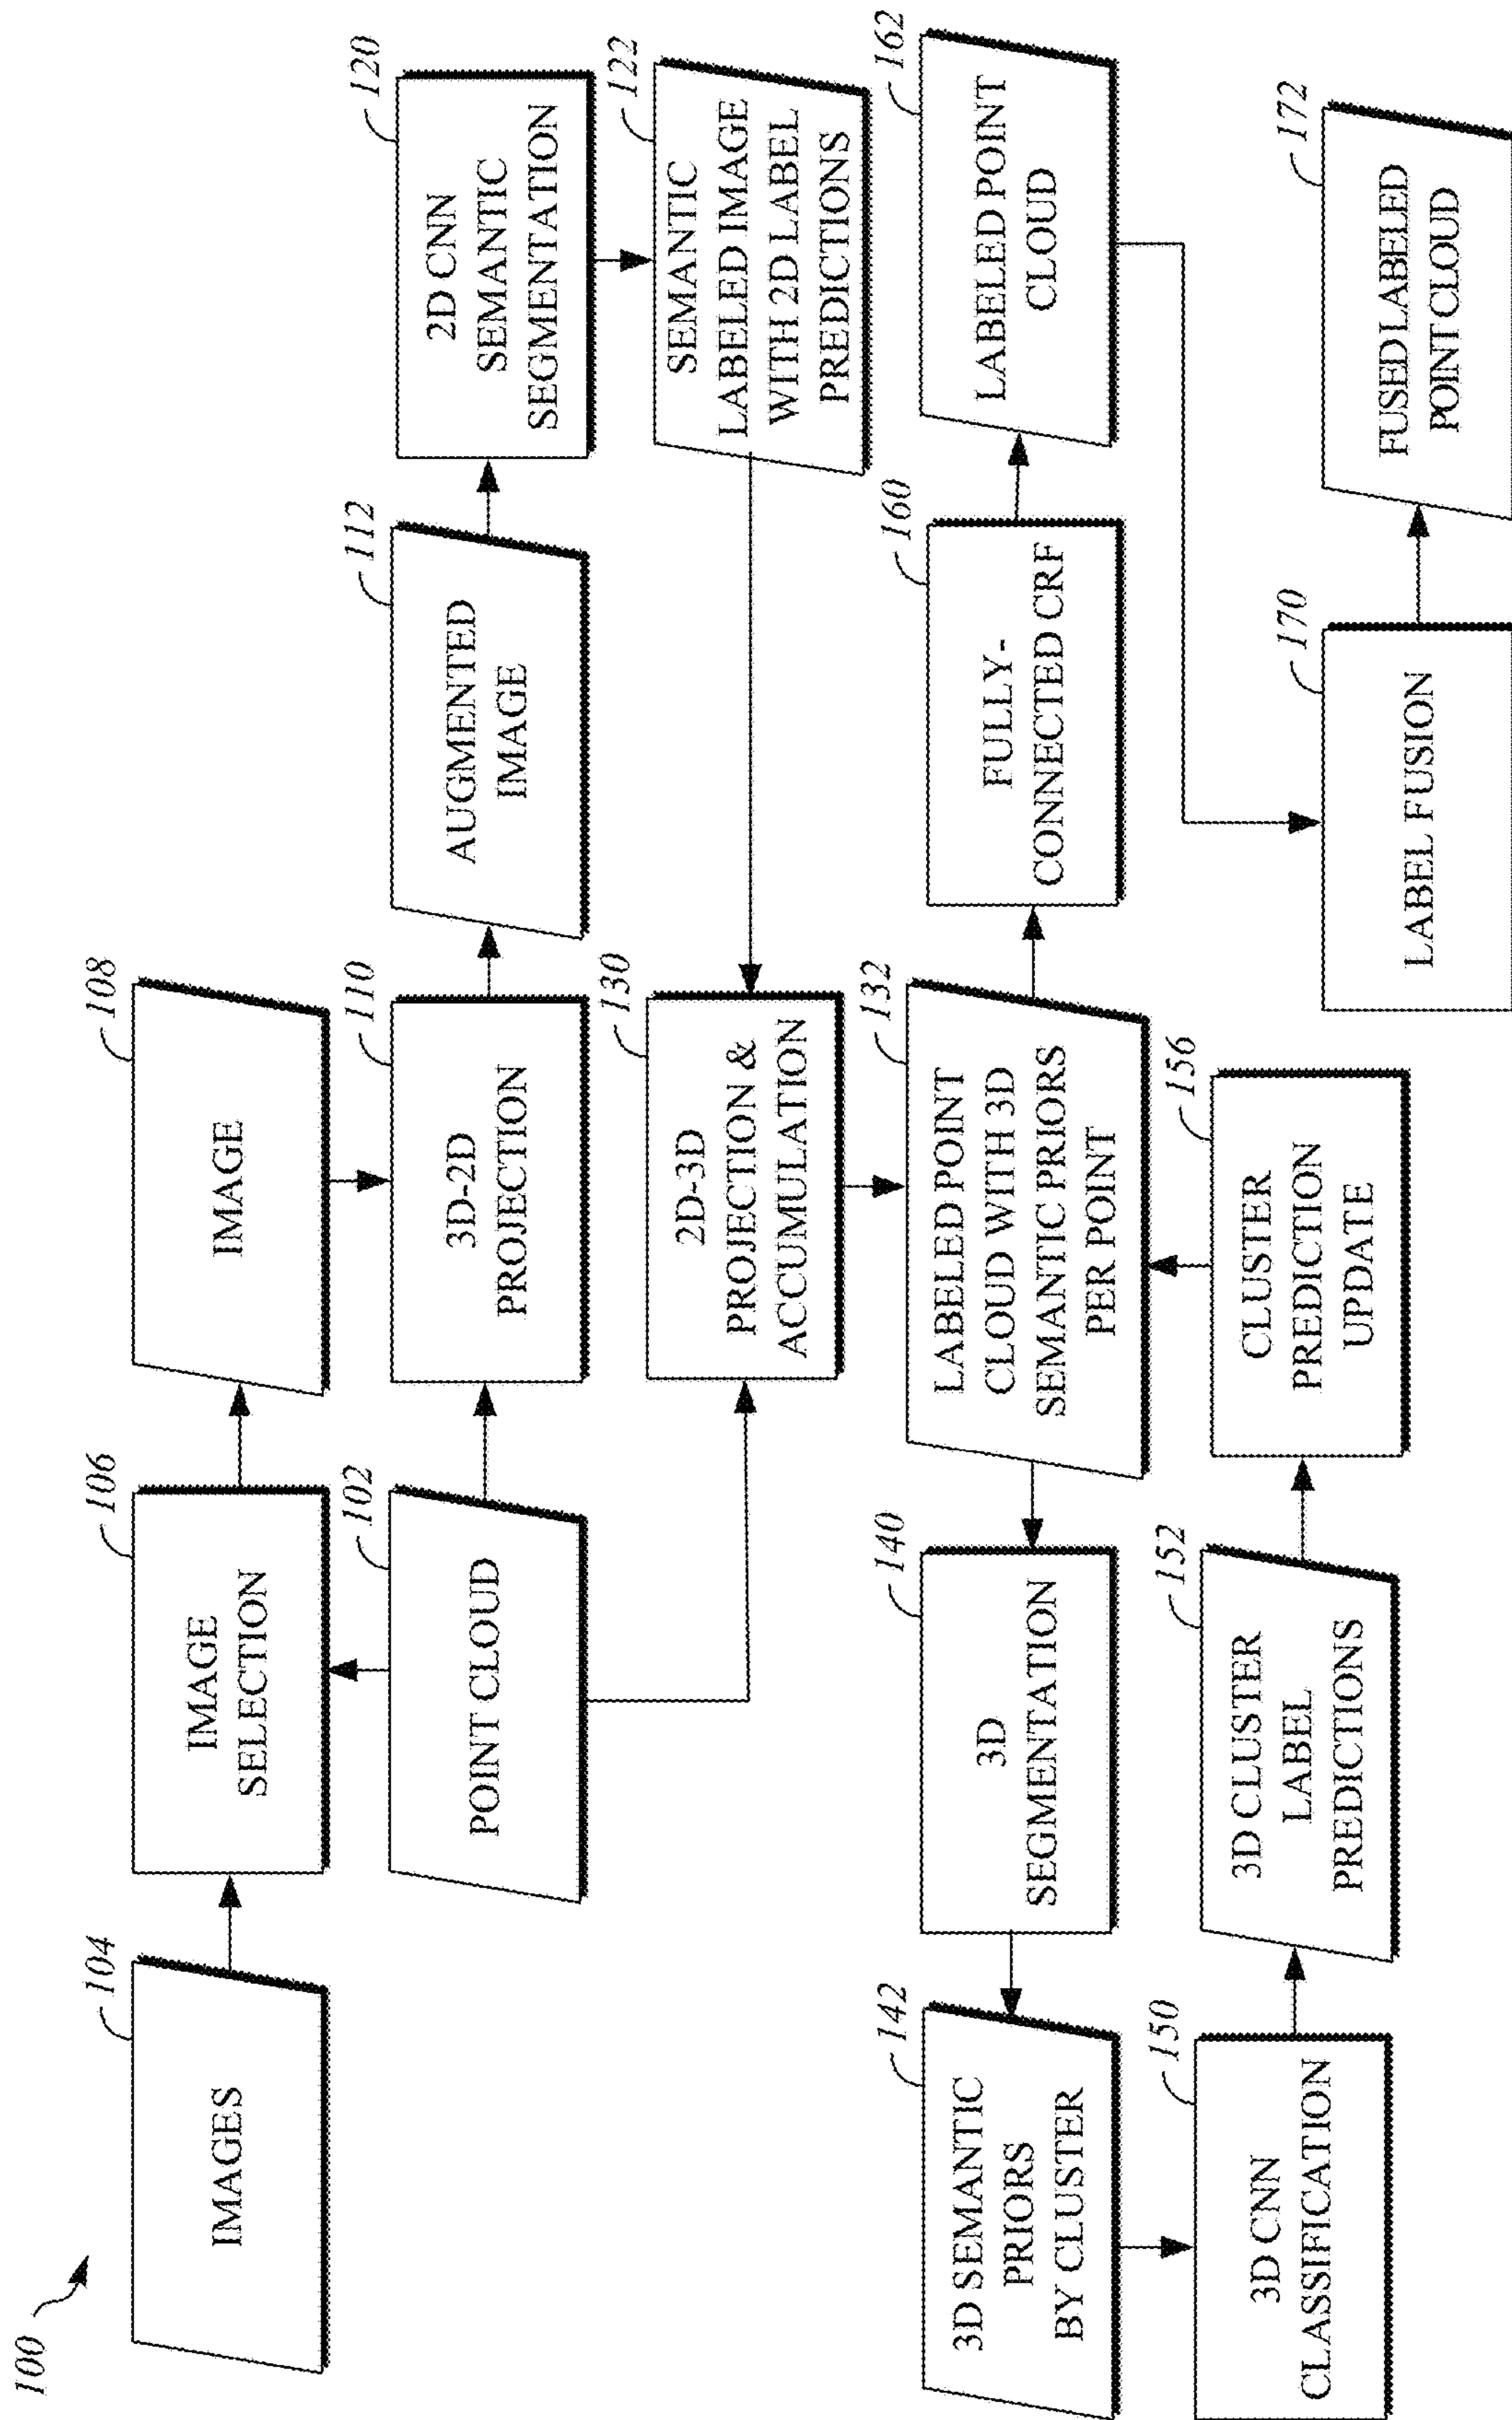 100
104
IMAGES
106
IMAGE
SELECTION
108
IMAGE
102
POINT CLOUD
110
3D-2D
PROJECTION
112
AUGMENTED
IMAGE
120
2D CNN
SEMANTIC
SEGMENTATION
122
SEMANTIC
LABELED IMAGE
WITH 2D LABEL
PREDICTIONS
130
2D-3D
PROJECTION &
ACCUMULATION
132
LABELED POINT
CLOUD WITH 3D
SEMANTIC PRIORS
PER POINT
140
3D
SEGMENTATION
142
3D SEMANTIC
PRIORS
BY CLUSTER
150
3D CNN
CLASSIFICATION
152
3D CLUSTER
LABEL
PREDICTIONS
156
CLUSTER
PREDICTION
UPDATE
160
FULLY-
CONNECTED CRF
162
LABELED POINT
CLOUD
170
LABEL FUSION
172
FUSED LABELED
POINT CLOUD